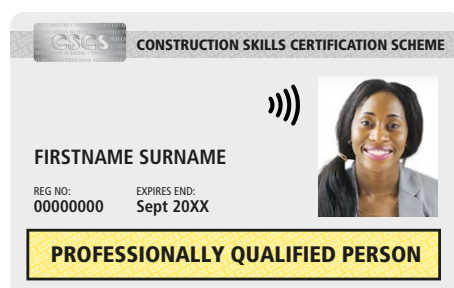 CSCS
CONSTRUCTION SKILLS CERTIFICATION SCHEME
FIRSTNAME SURNAME
REG NO:
EXPIRES END:
00000000
Sept 20XX
PROFESSIONALLY QUALIFIED PERSON